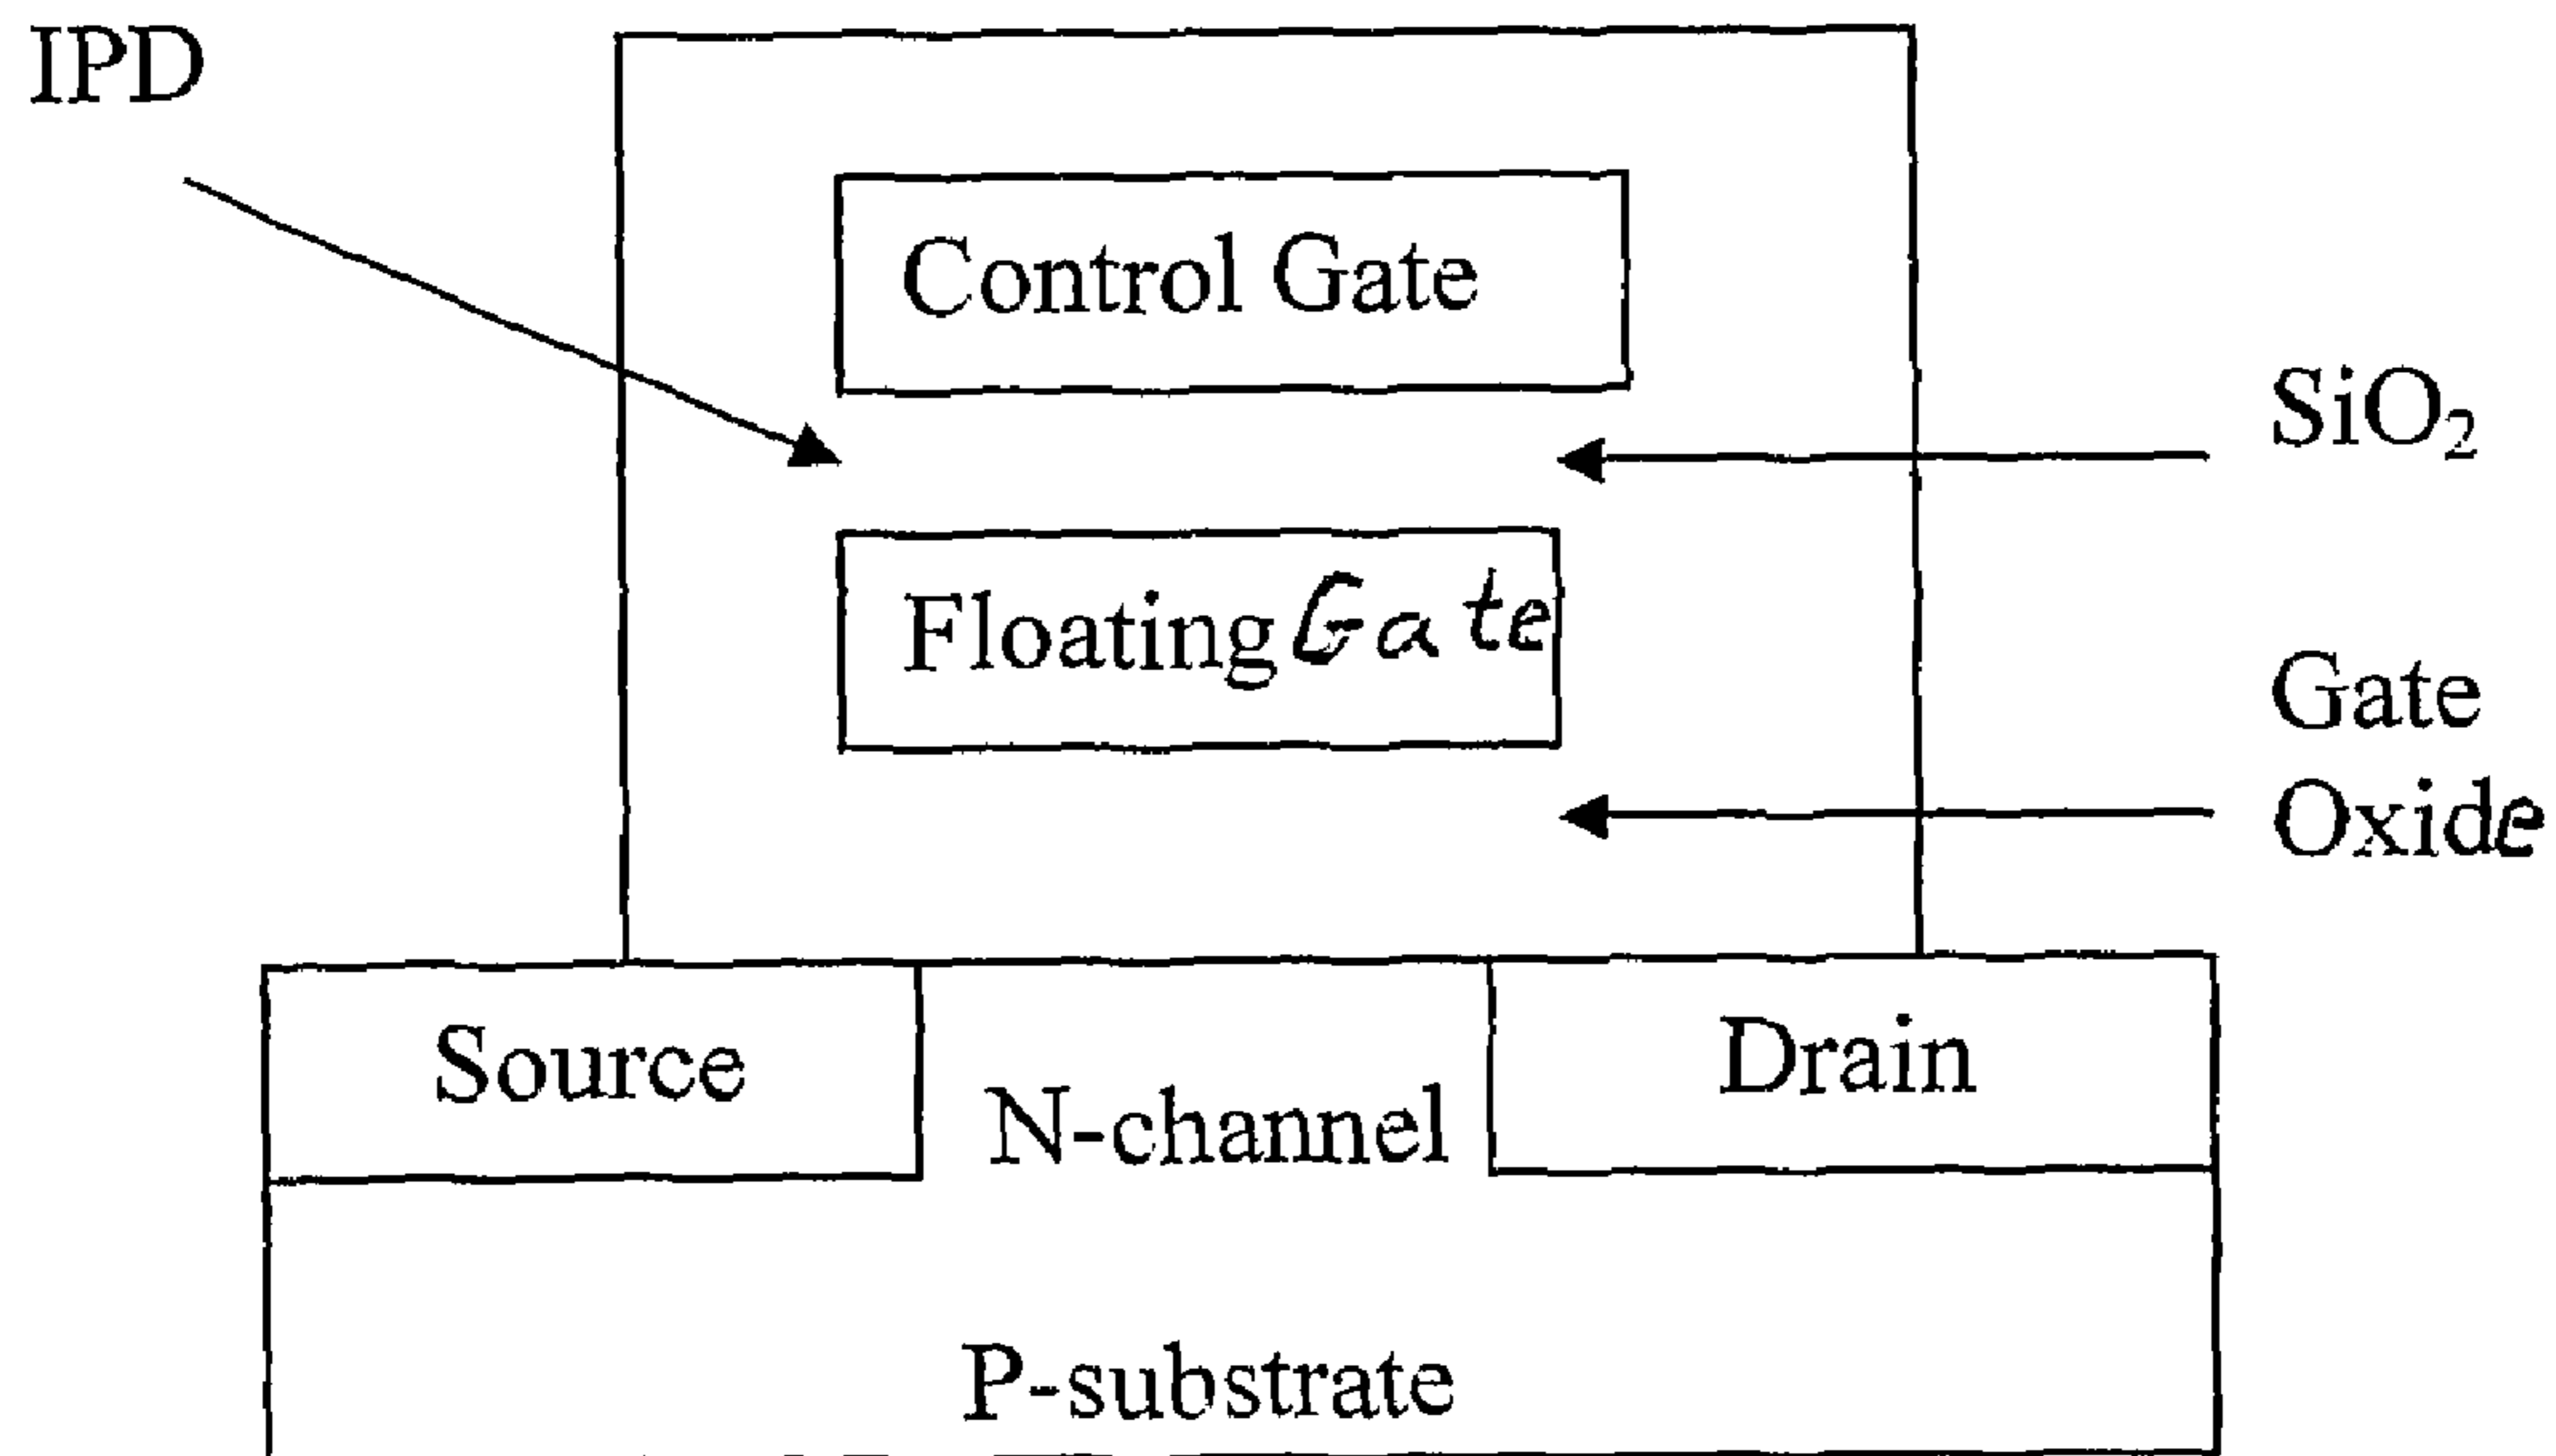 IPD
Control Gate
SiO₂
Floating Gate
Gate
Oxide
Source
N-channel
Drain
P-substrate